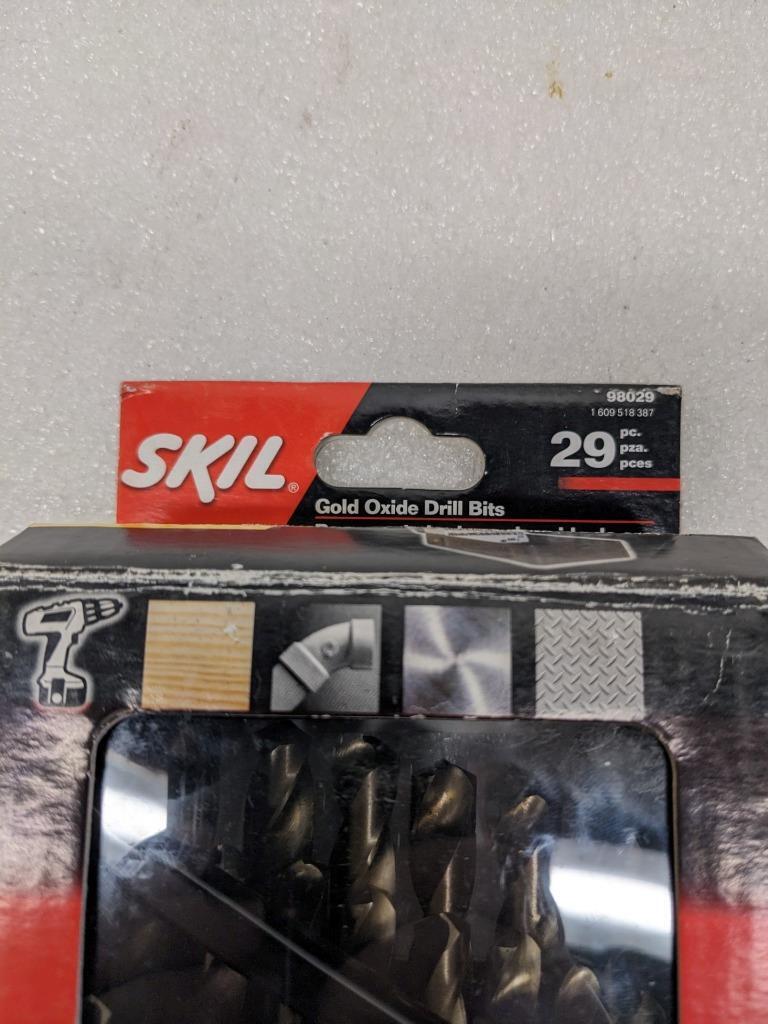 98029
1 609 518 387
SKIL®
29 pc.
pza.
pces
Gold Oxide Drill Bits